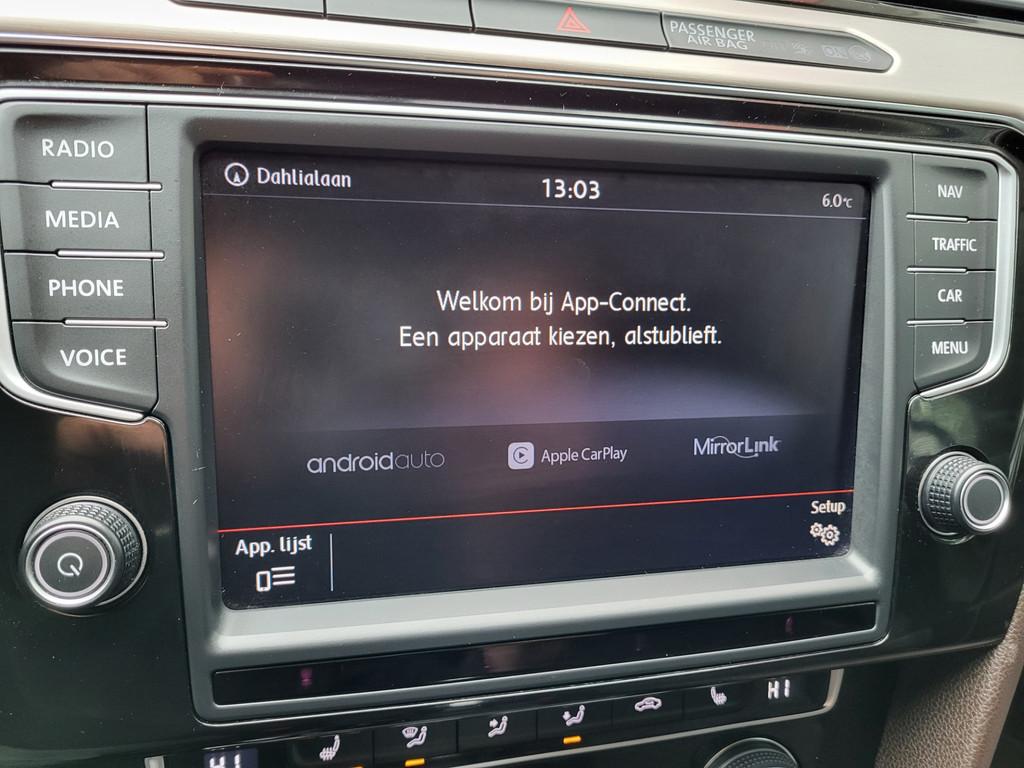 PASSENGER
AIR BAG
RADIO
MEDIA
PHONE
VOICE
Dahlialaan
13:03
6.0°C
Welkom bij App-Connect.
Een apparaat kiezen, alstublieft.
androidauto
Apple CarPlay
MirrorLink
App. lijst
Setup
NAV
TRAFFIC
CAR
MENU
HI
HI